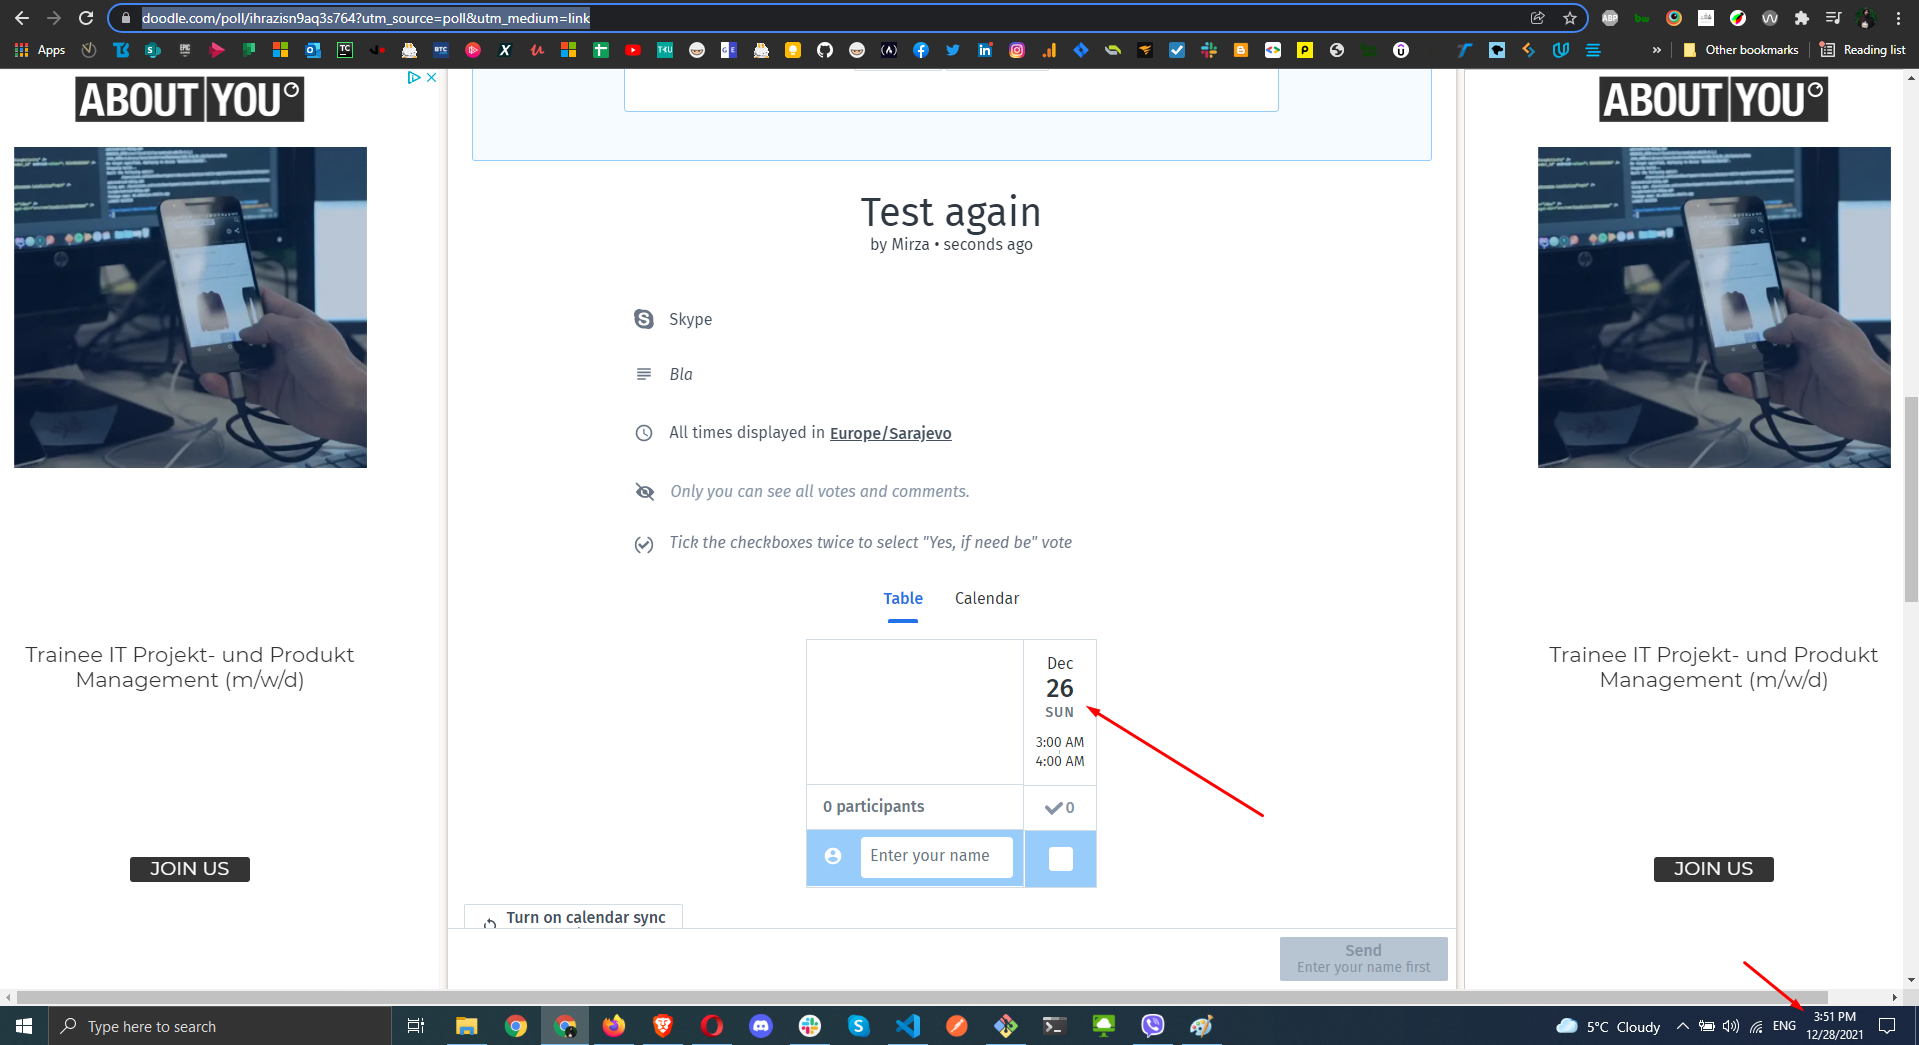 doodle.com/poll/ihrazisn9aq3s764?utm_source=poll&utm_medium=link
Apps
Other bookmarks
Reading list
ABOUT YOU
Trainee IT Projekt- und Produkt
Management (m/w/d)
JOIN US
Test again
by Mirza • seconds ago
Skype
Bla
All times displayed in Europe/Sarajevo
Only you can see all votes and comments.
Tick the checkboxes twice to select "Yes, if need be" vote
Table
Calendar
Dec
26
SUN
3:00 AM
4:00 AM
0 participants
0
Enter your name
Turn on calendar sync
Send
Enter your name first
ABOUT YOU
Trainee IT Projekt- und Produkt
Management (m/w/d)
JOIN US
Type here to search
5°C Cloudy
ENG
3:51 PM
12/28/2021